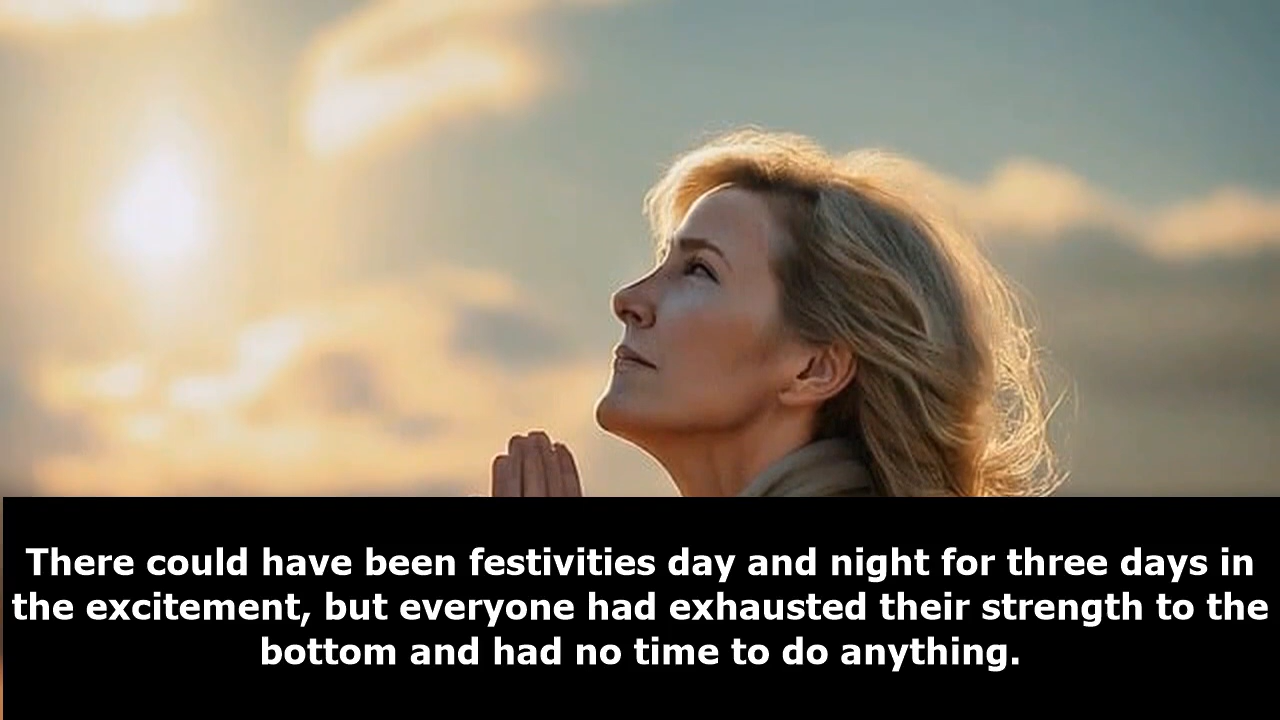 There could have been festivities day and night for three days in
the excitement, but everyone had exhausted their strength to the
bottom and had no time to do anything.